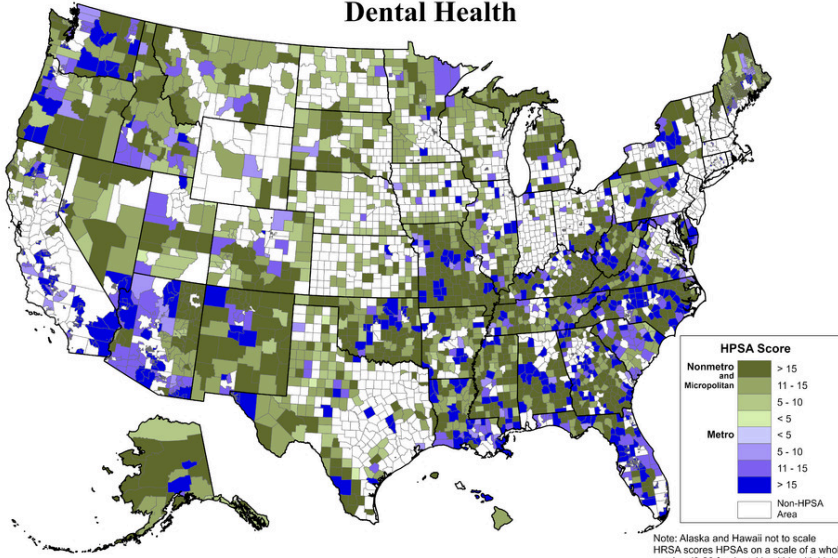 Dental Health
HPSA Score
Nonmetro
and
Micropolitan
> 15
11 - 15
5 - 10
< 5
Metro
< 5
5 - 10
11 - 15
> 15
Non-HPSA
Area
Note: Alaska and Hawaii not to scale
HRSA scores HPSAs on a scale of a who